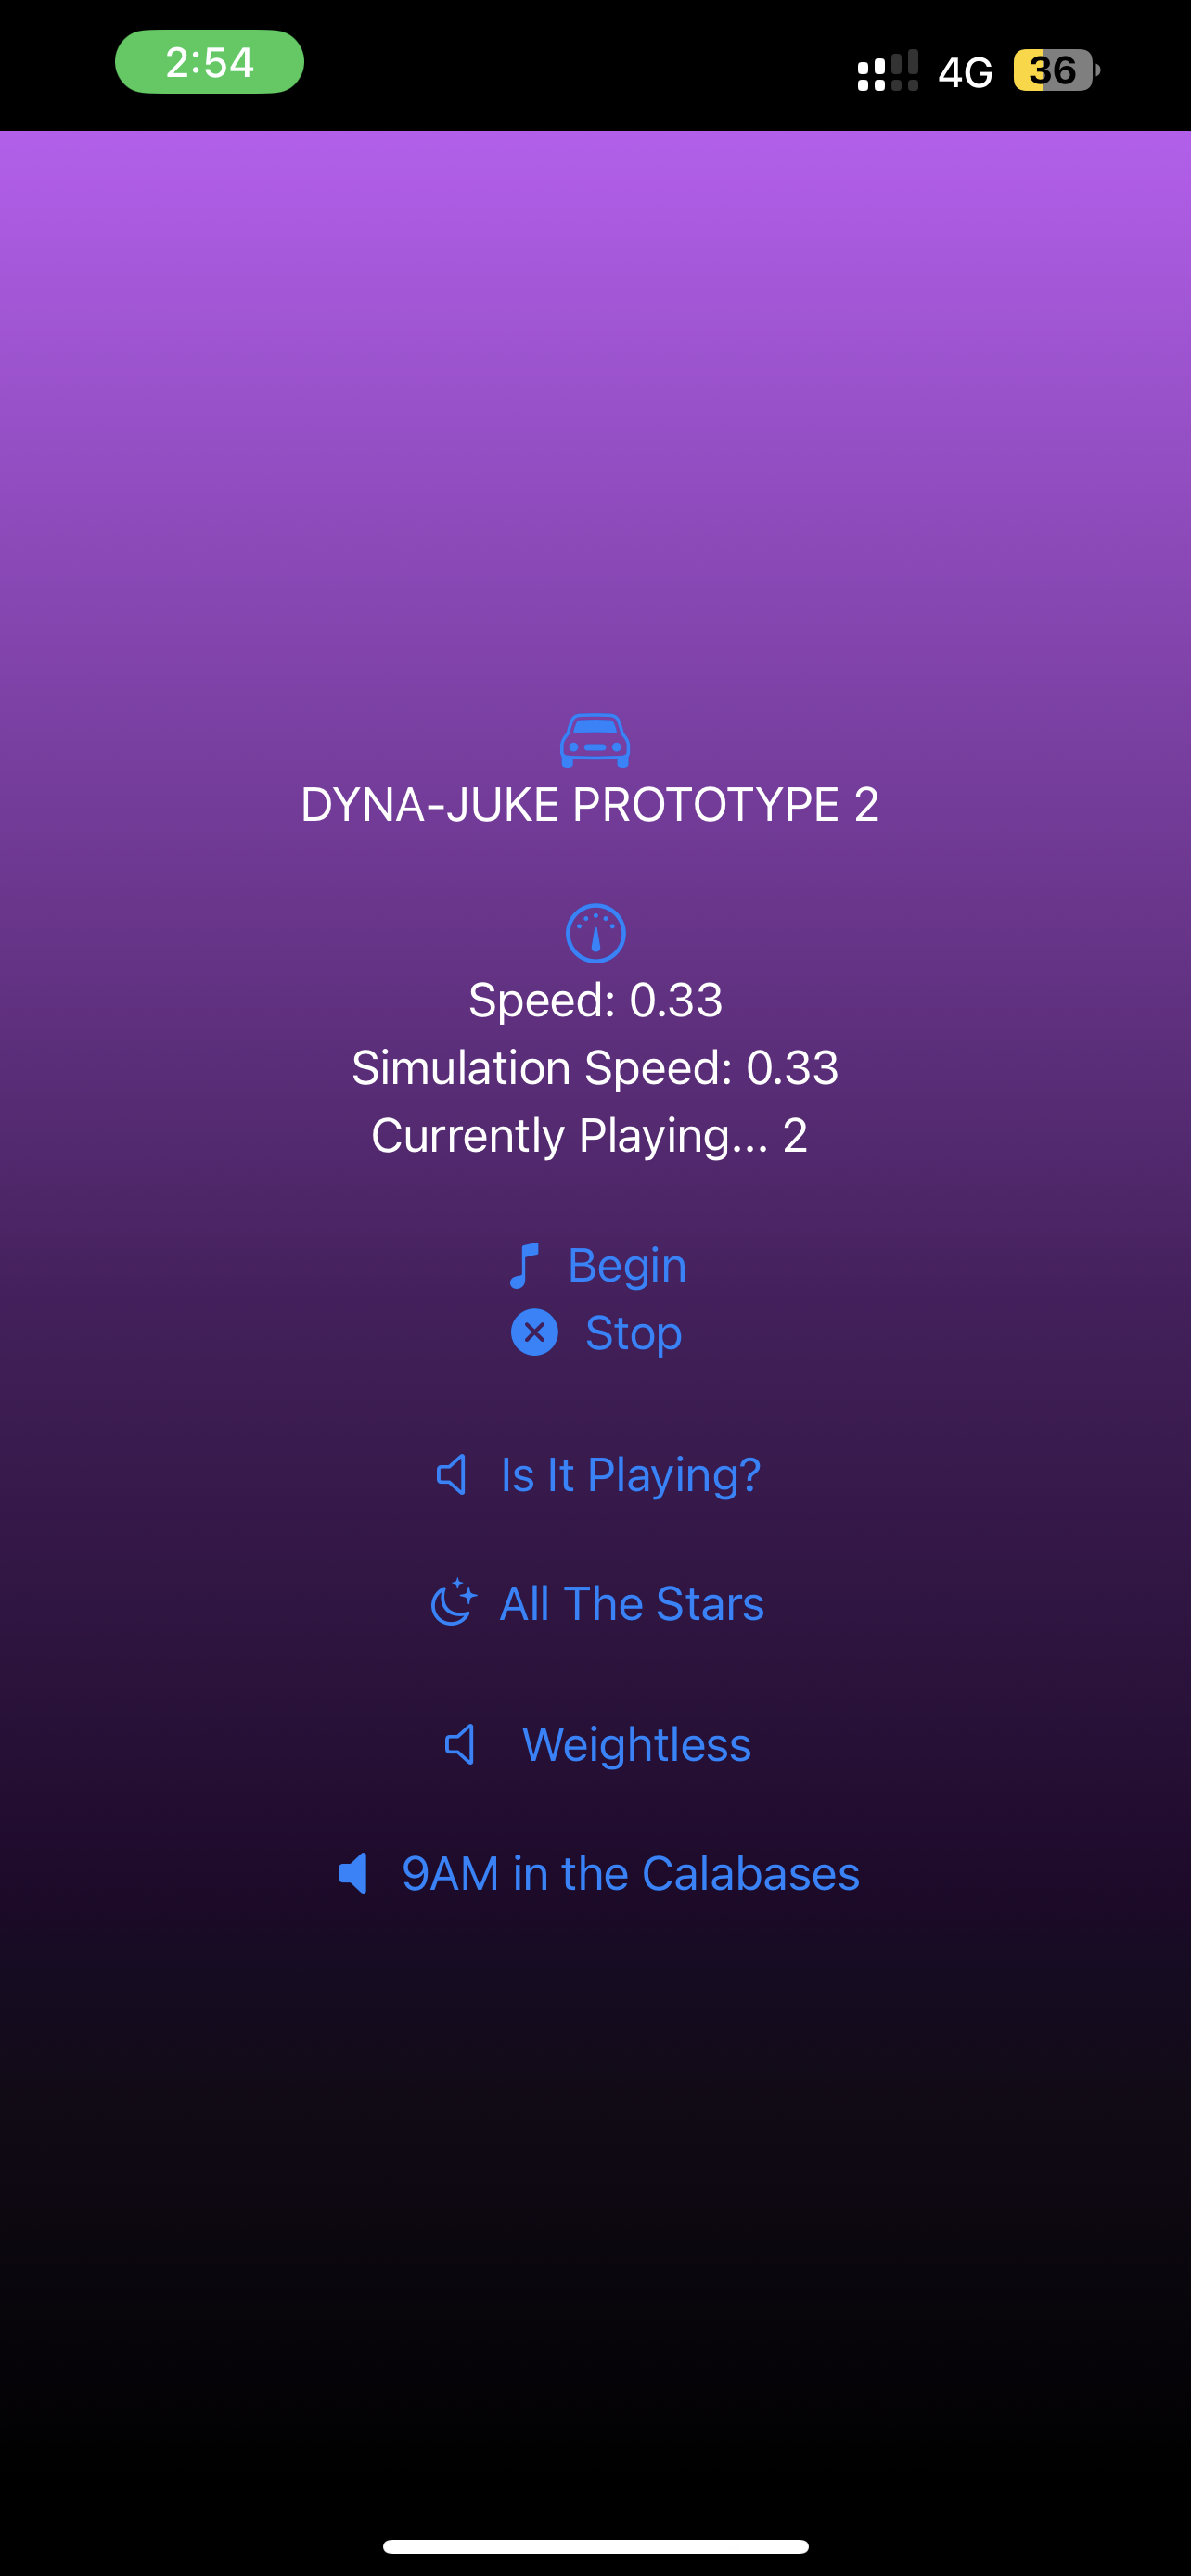 2:54
4G
36
DYNA-JUKE PROTOTYPE 2
Speed: 0.33
Simulation Speed: 0.33
Currently Playing... 2
Begin
Stop
Is It Playing?
All The Stars
Weightless
9AM in the Calabases